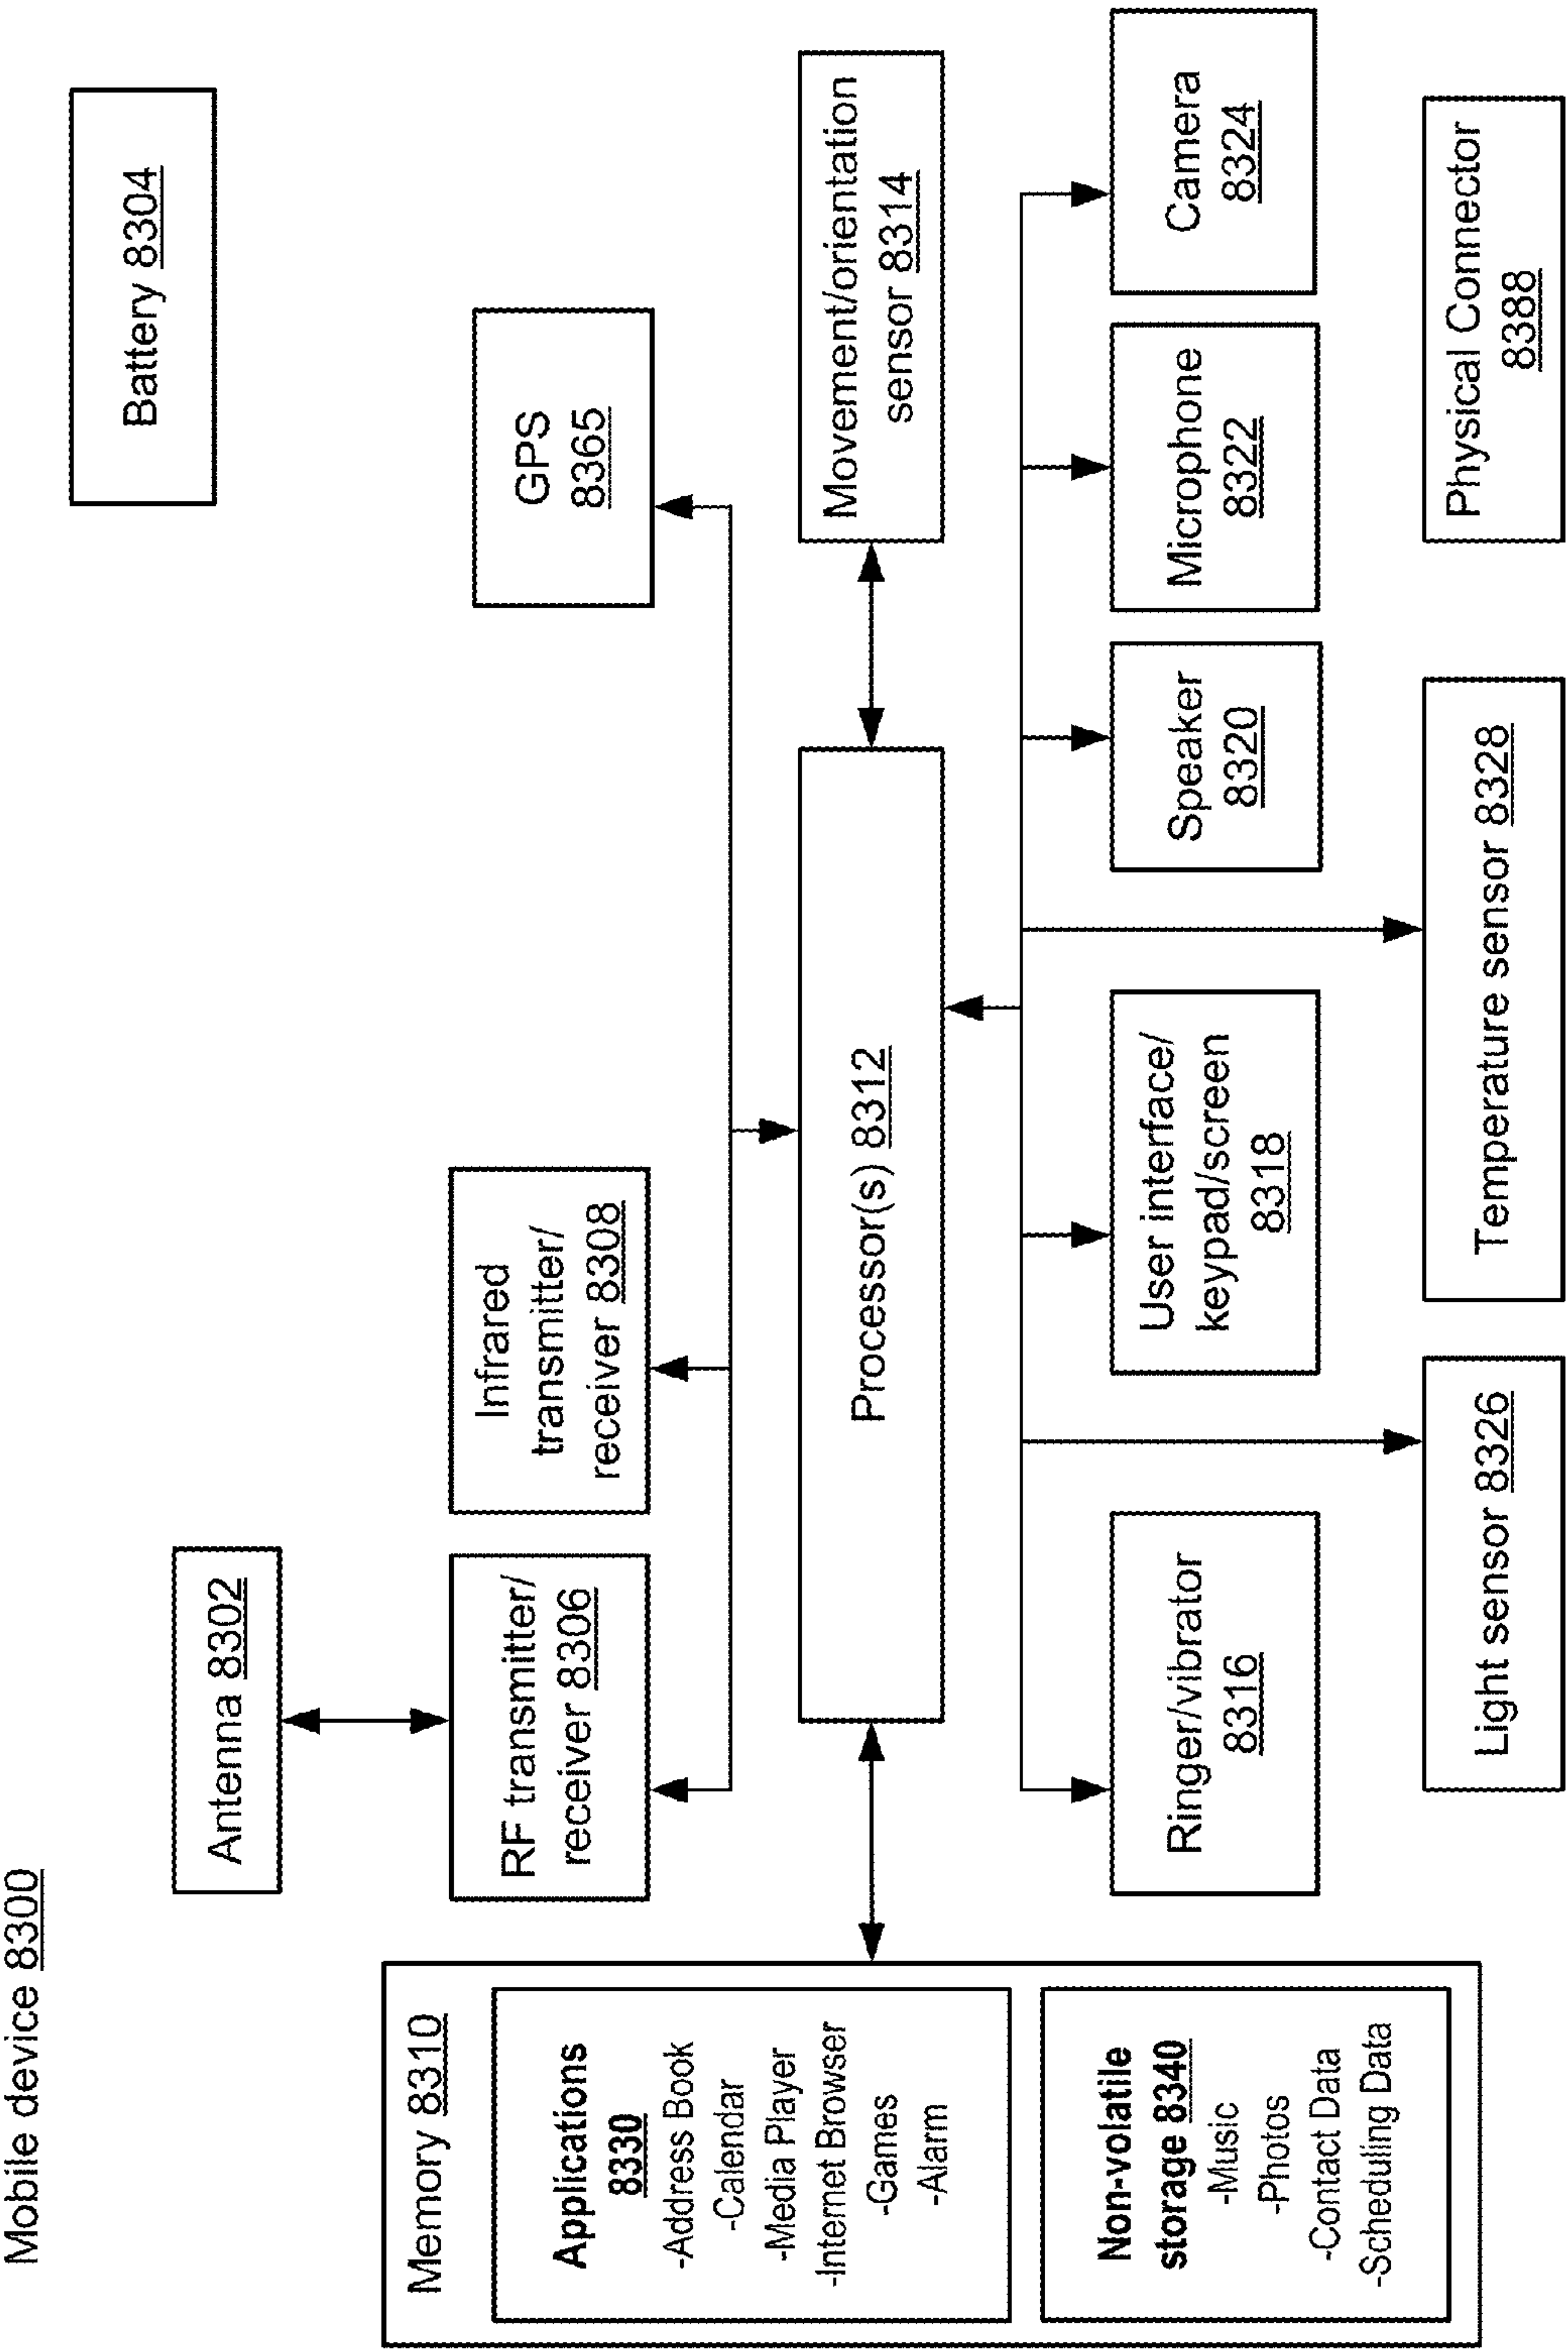 Mobile device 8300
Battery 8304
Antenna 8302
RF transmitter/
receiver 8306
Infrared
transmitter/
receiver 8308
GPS
8365
Memory 8310
Applications
8330
-Address Book
-Calendar
-Media Player
-Internet Browser
-Games
-Alarm
Non-volatile
storage 8340
-Music
-Photos
-Contact Data
-Scheduling Data
Processor(s) 8312
Movement/orientation
sensor 8314
Ringer/vibrator
8316
User interface/
keypad/screen
8318
Speaker
8320
Microphone
8322
Camera
8324
Light sensor 8326
Temperature sensor 8328
Physical Connector
8388